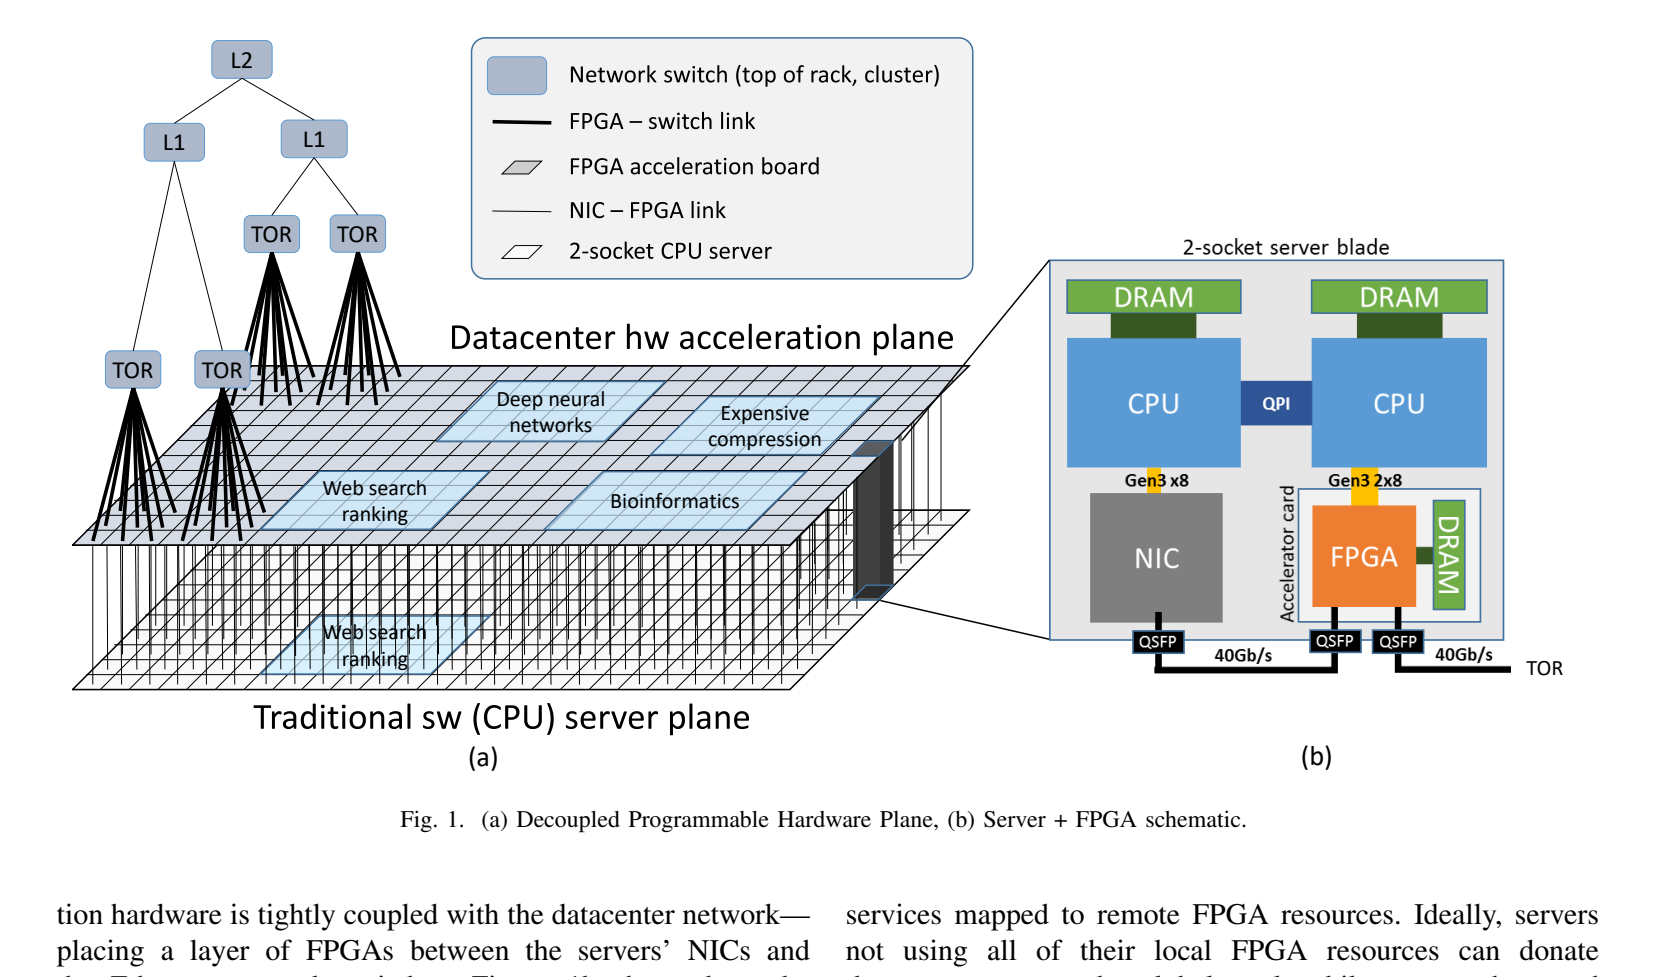 L2
L1
L1
TOR
TOR
TOR
TOR
Network switch (top of rack, cluster)
FPGA – switch link
FPGA acceleration board
NIC – FPGA link
2-socket CPU server
Datacenter hw acceleration plane
Deep neural
networks
Expensive
compression
Web search
ranking
Bioinformatics
Web search
ranking
Traditional sw (CPU) server plane
(a)
2-socket server blade
DRAM
DRAM
CPU
QPI
CPU
Gen3 x8
Gen3 2x8
NIC
Accelerator card
FPGA
DRAM
QSFP
QSFP
QSFP
40Gb/s
40Gb/s
TOR
(b)
Fig. 1. (a) Decoupled Programmable Hardware Plane, (b) Server + FPGA schematic.
tion hardware is tightly coupled with the datacenter network—
placing a layer of FPGAs between the servers' NICs and
services mapped to remote FPGA resources. Ideally, servers
not using all of their local FPGA resources can donate